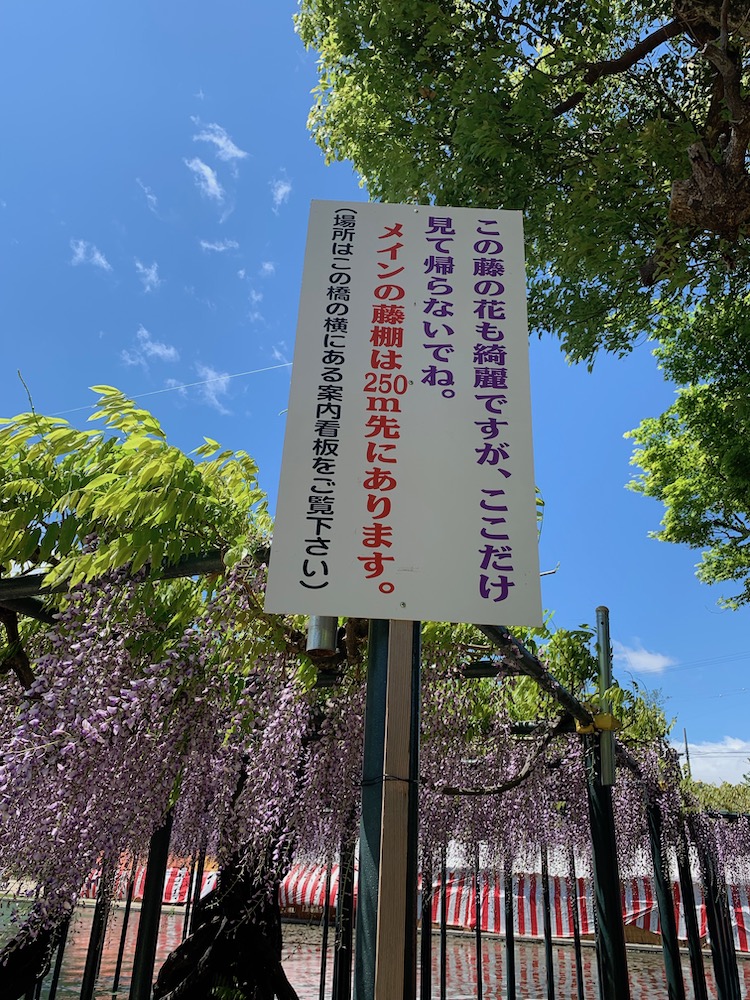 この藤の花も綺麗ですが、ここだけ
見て帰らないでね。
メインの藤棚は250m先にあります。
(場所はこの橋の横にある案内看板をご覧下さい)